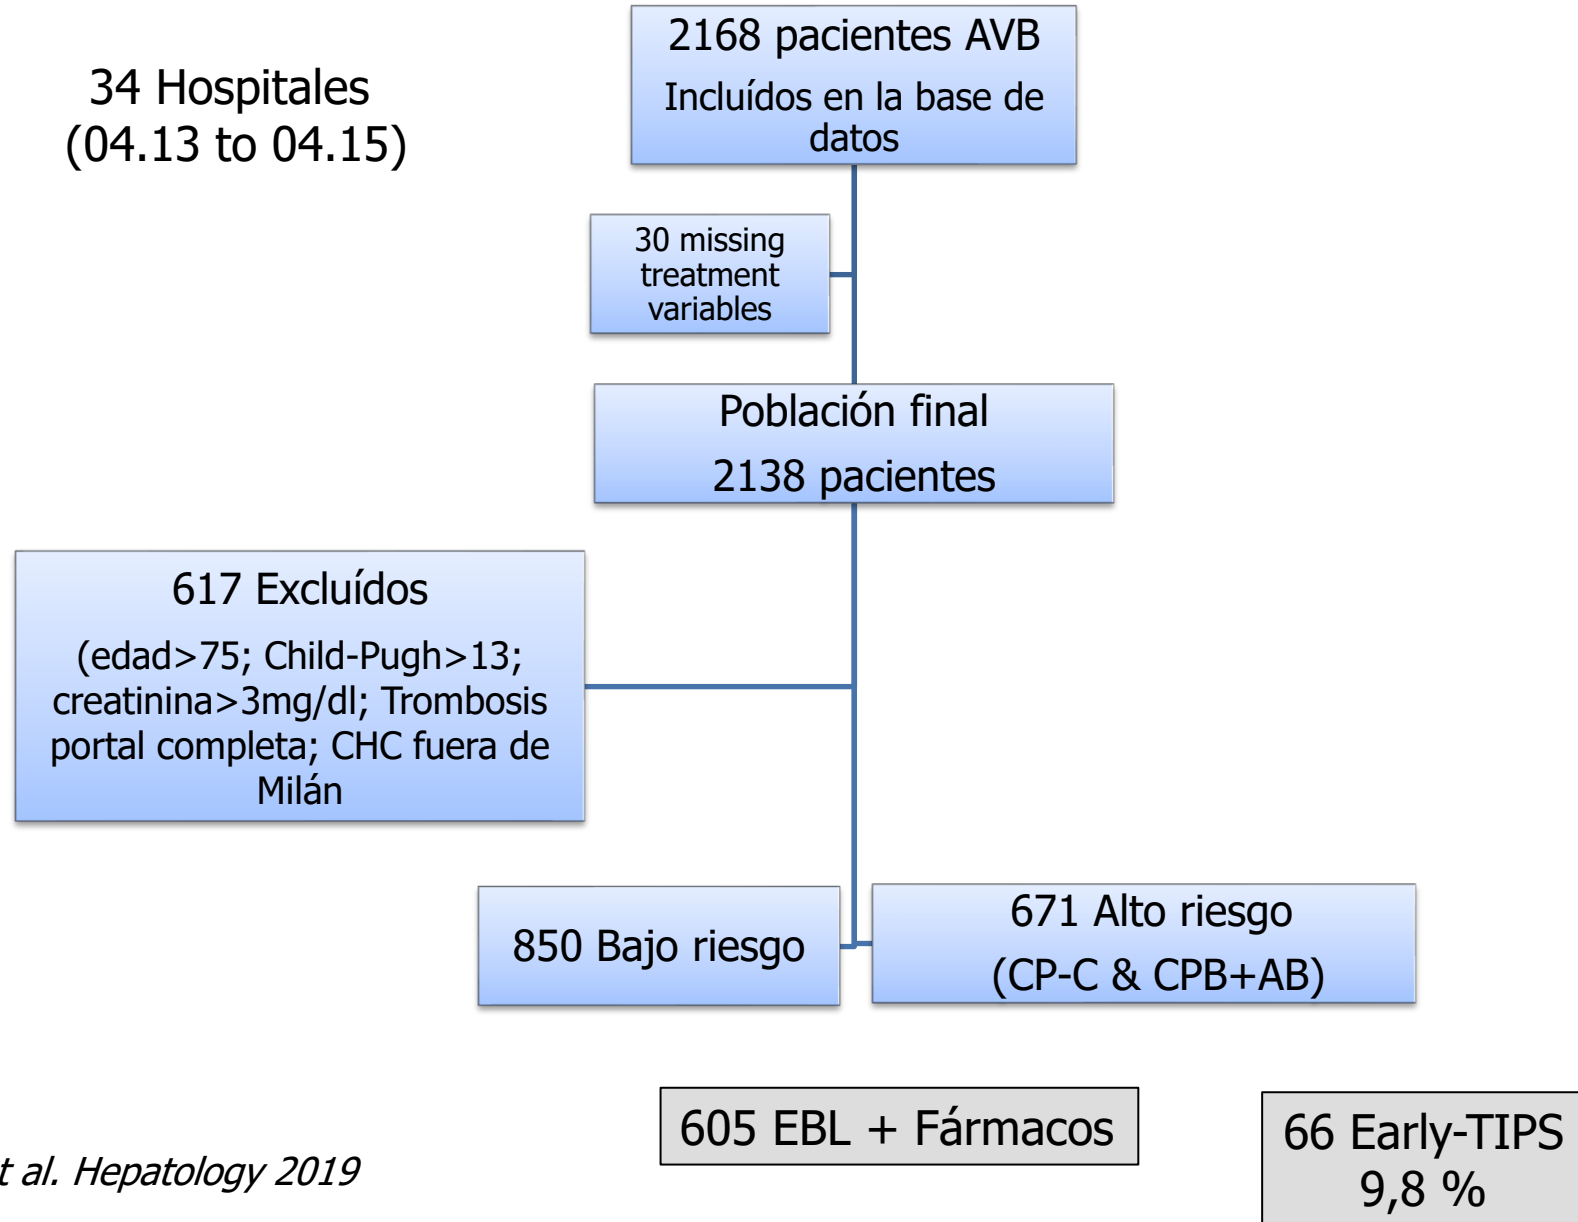 34 Hospitales
(04.13 to 04.15)
2168 pacientes AVB
Incluídos en la base de
datos
30 missing
treatment
variables
Población final
2138 pacientes
617 Excluídos
(edad>75; Child-Pugh>13;
creatinina>3mg/dl; Trombosis
portal completa; CHC fuera de
Milán
850 Bajo riesgo
671 Alto riesgo
(CP-C & CPB+AB)
605 EBL + Fármacos
66 Early-TIPS
9,8 %
t al. Hepatology 2019